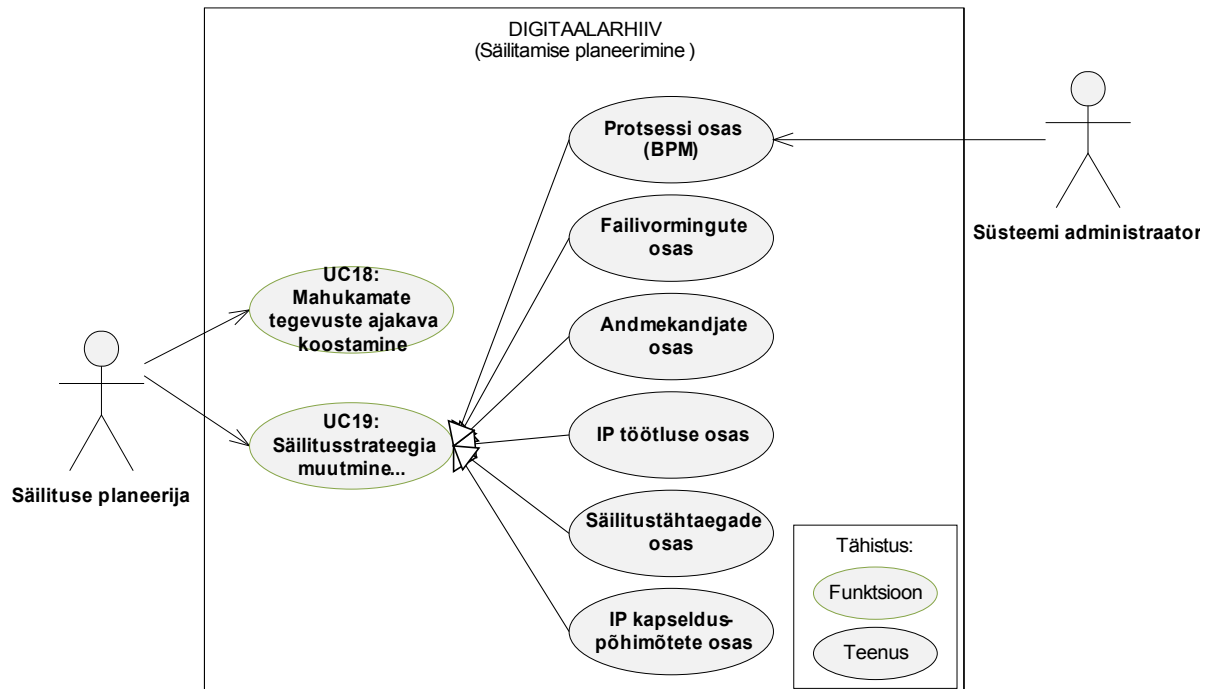 DIGITAALARHIIV
(Säilitamise planeerimine )
Protsessi osas
(BPM)
Süsteemi administraator
Failivormingute
osas
UC18:
Mahukamate
tegevuste ajakava
koostamine
Andmekandjate
osas
Säilituse planeerija
UC19:
Säilitusstrateegia
muutmine...
IP töötluse osas
Säilitustähtaegade
osas
IP kapseldus-
põhimõtete osas
Tähistus:
Funktsioon
Teenus